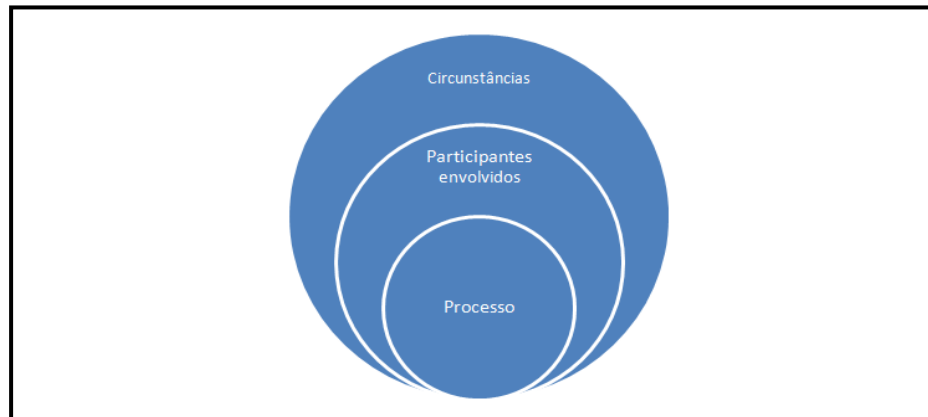 Circunstâncias
Participantes
envolvidos
Processo